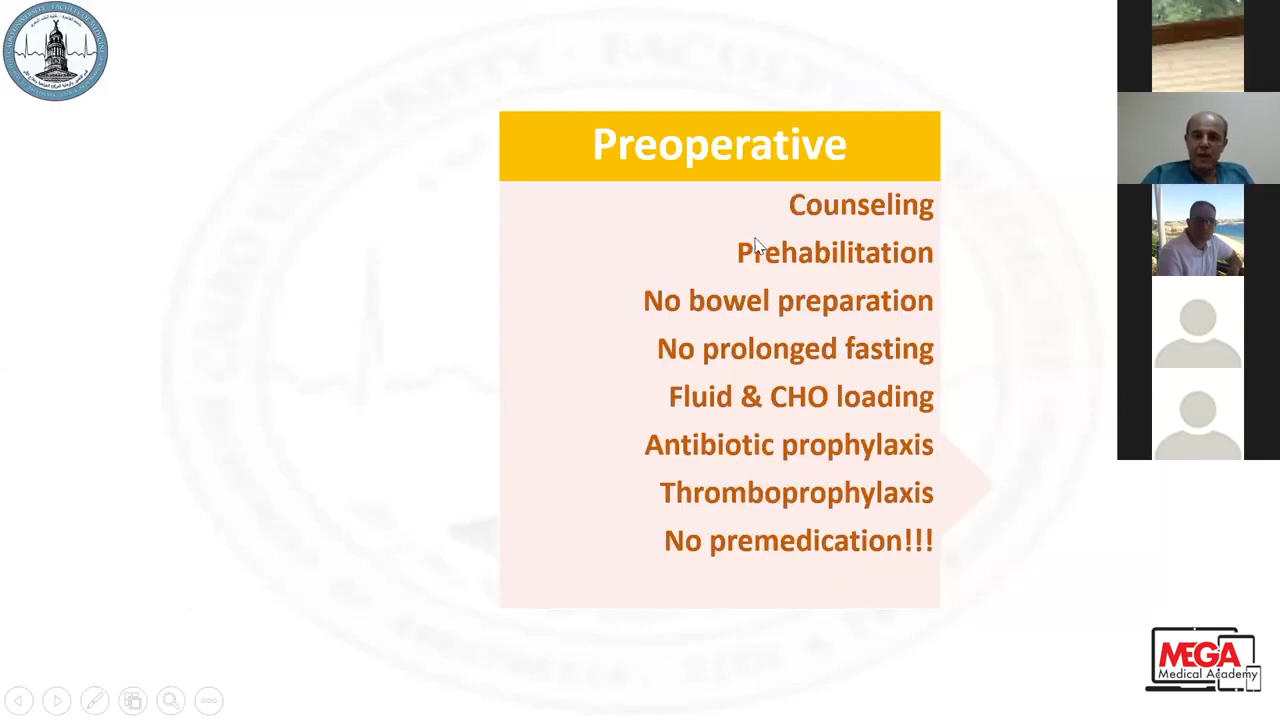 Preoperative
Counseling
Prehabilitation
No bowel preparation
No prolonged fasting
Fluid & CHO loading
Antibiotic prophylaxis
Thromboprophylaxis
No premedication!!!
MEGA
Medical Academy